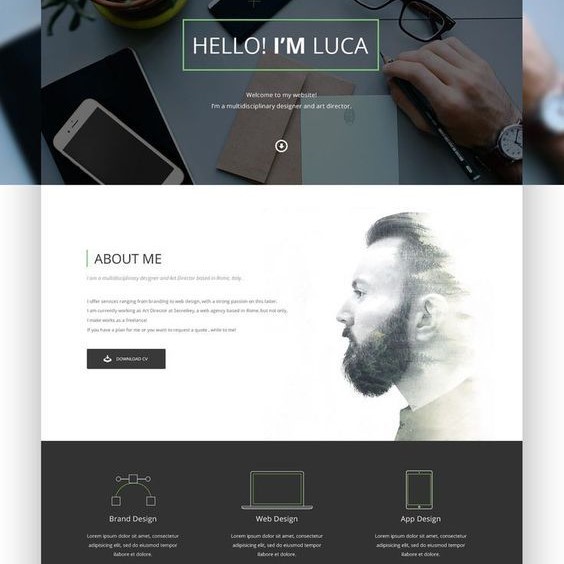 HELLO! I'M LUCA
Welcome to my website!
I'm a multidisciplinary designer and art director.
ABOUT ME
I am a multidisciplinary designer and Art Director based in Rome, Italy.
I offer services ranging from branding to web design, with a strong passion on this latter.
I am currently working as Art Director at Secretkey, a web agency based in Rome, but not only,
I make works as a freelance!
If you have a plan for me or you want to request a quote , write to me!
DOWNLOAD CV
Brand Design
Web Design
App Design
Lorem ipsum dolor sit amet, consectetur
adipisicing elit, sed do eiusmod tempor
llabore et dolore.
Lorem ipsum dolor sit amet, consectetur
adipisicing elit, sed do eiusmod tempor
llabore et dolore.
Lorem ipsum dolor sit amet, consectetur
adipisicing elit, sed do eiusmod tempor
llabore et dolore.